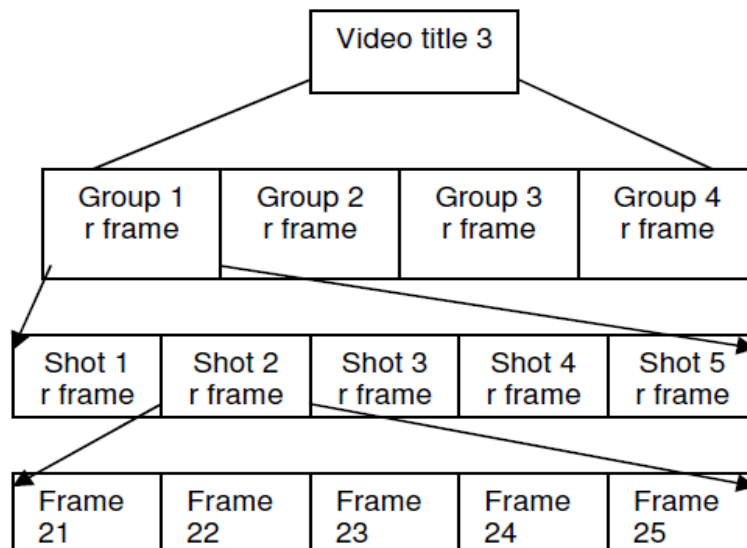 Video title 3
Group 1
r frame
Group 2
r frame
Group 3
r frame
Group 4
r frame
Shot 1
r frame
Shot 2
r frame
Shot 3
r frame
Shot 4
r frame
Shot 5
r frame
Frame
21
Frame
22
Frame
23
Frame
24
Frame
25